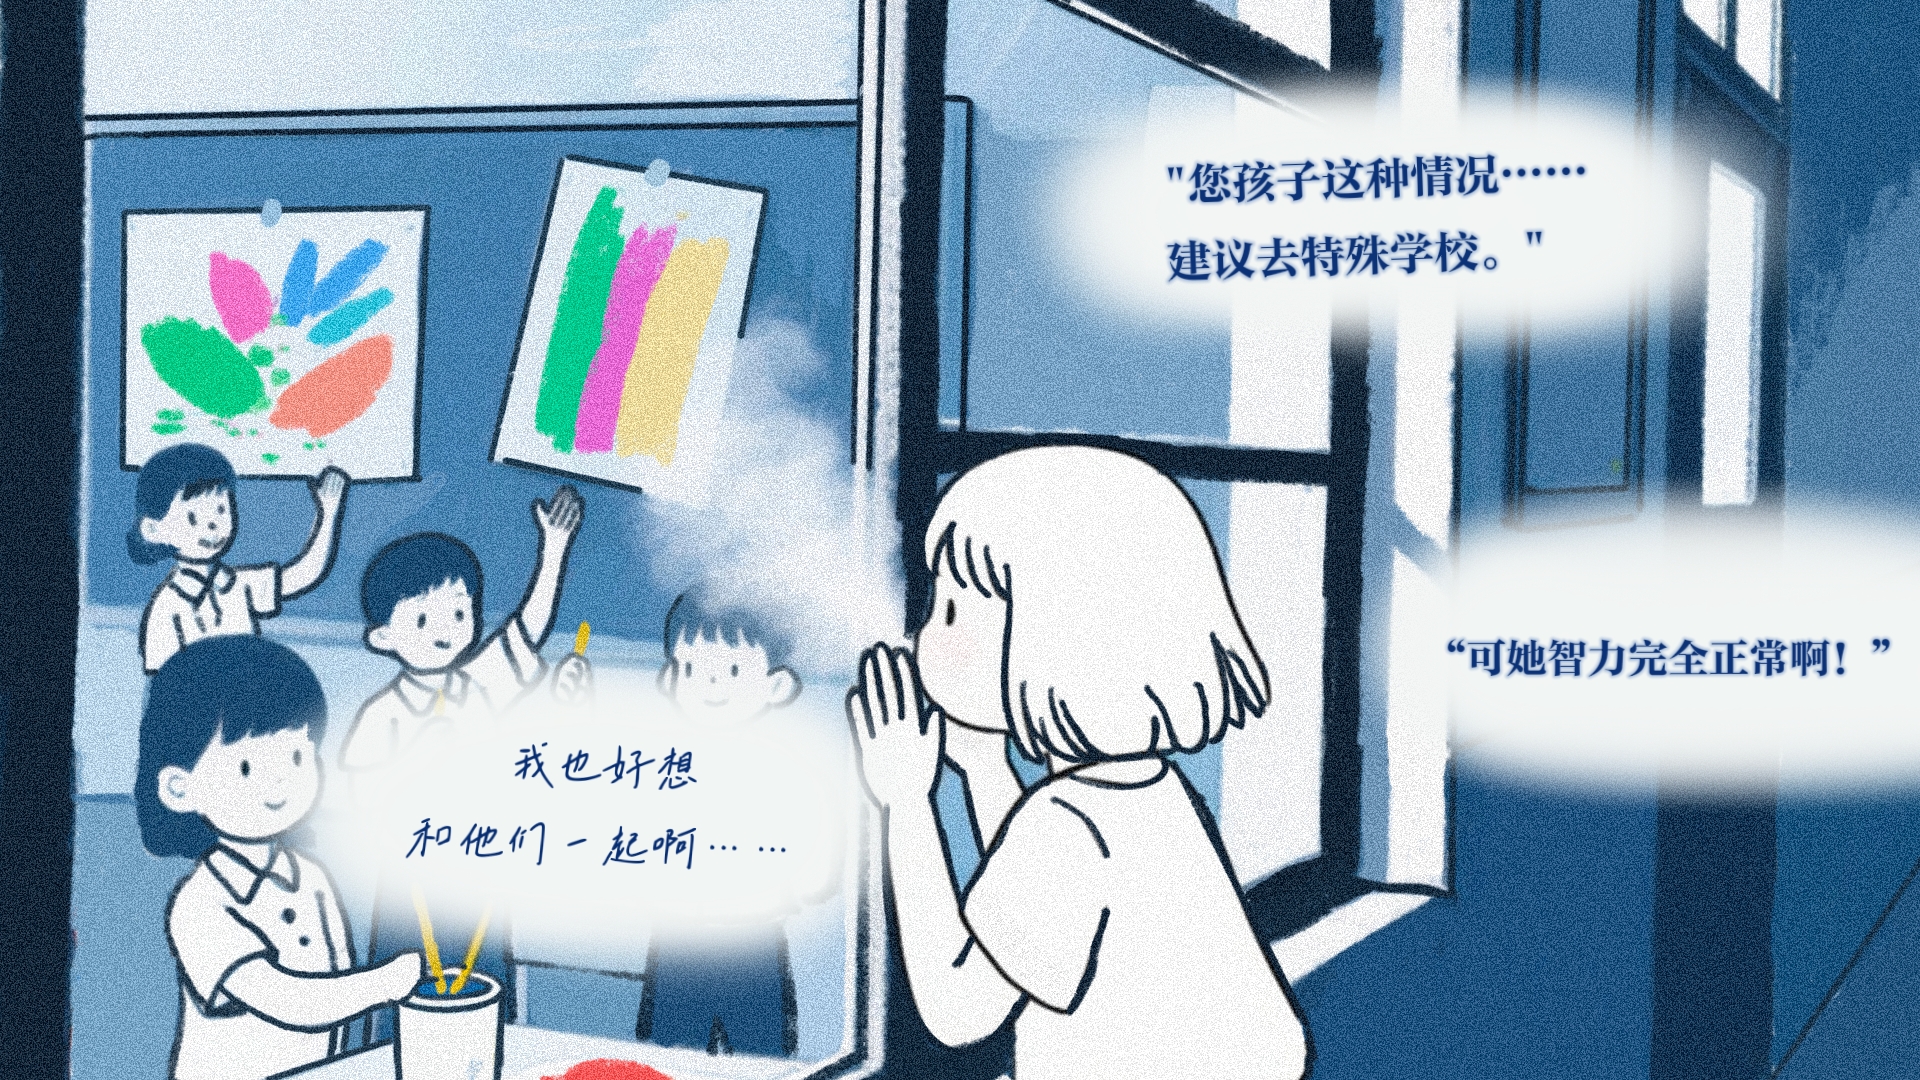 "您孩子这种情况……
建议去特殊学校。"
“可她智力完全正常啊！”
我也好想
和他们一起啊……